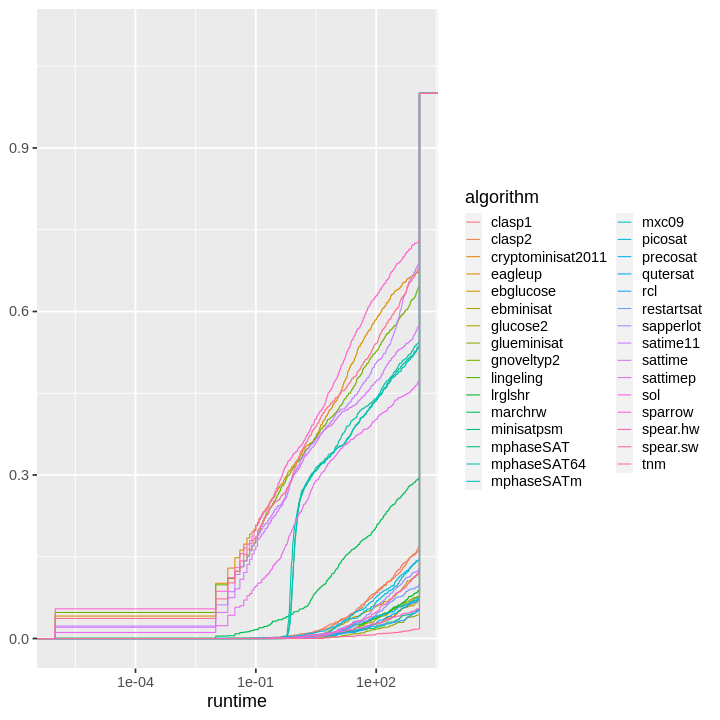 0.9
0.6
0.3
0.0
1e-04
1e-01
1e+02
runtime
algorithm
clasp1
clasp2
cryptominisat2011
eagleup
ebglucose
ebminisat
glucose2
glueminisat
gnoveltyp2
lingeling
lrglshr
marchrw
minisatpsm
mphaseSAT
mphaseSAT64
mphaseSATm
mxc09
picosat
precosat
qutersat
rcl
restartsat
sapperlot
satime11
sattime
sattimep
sol
sparrow
spear.hw
spear.sw
tnm